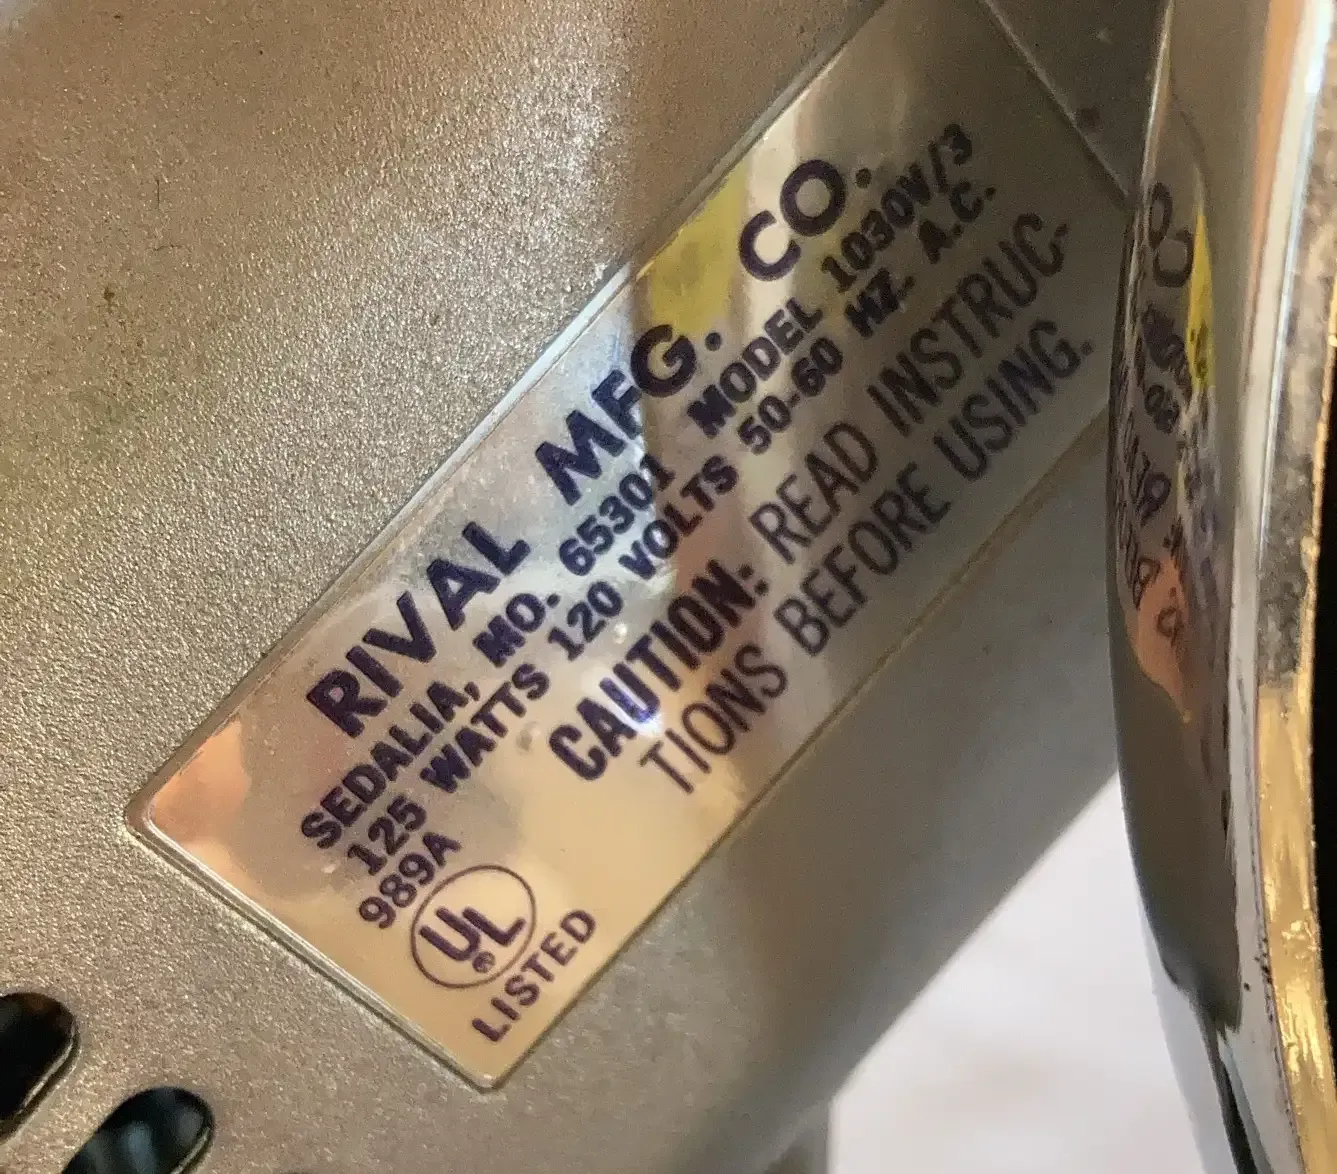 RIVAL MFG. CO.
SEDALIA, MO. 65301 MODEL 1030V/3
125 WATTS 120 VOLTS 50-60 HZ. A.C.
989A
CAUTION: READ INSTRUC-
TIONS BEFORE USING.
UL®
LISTED